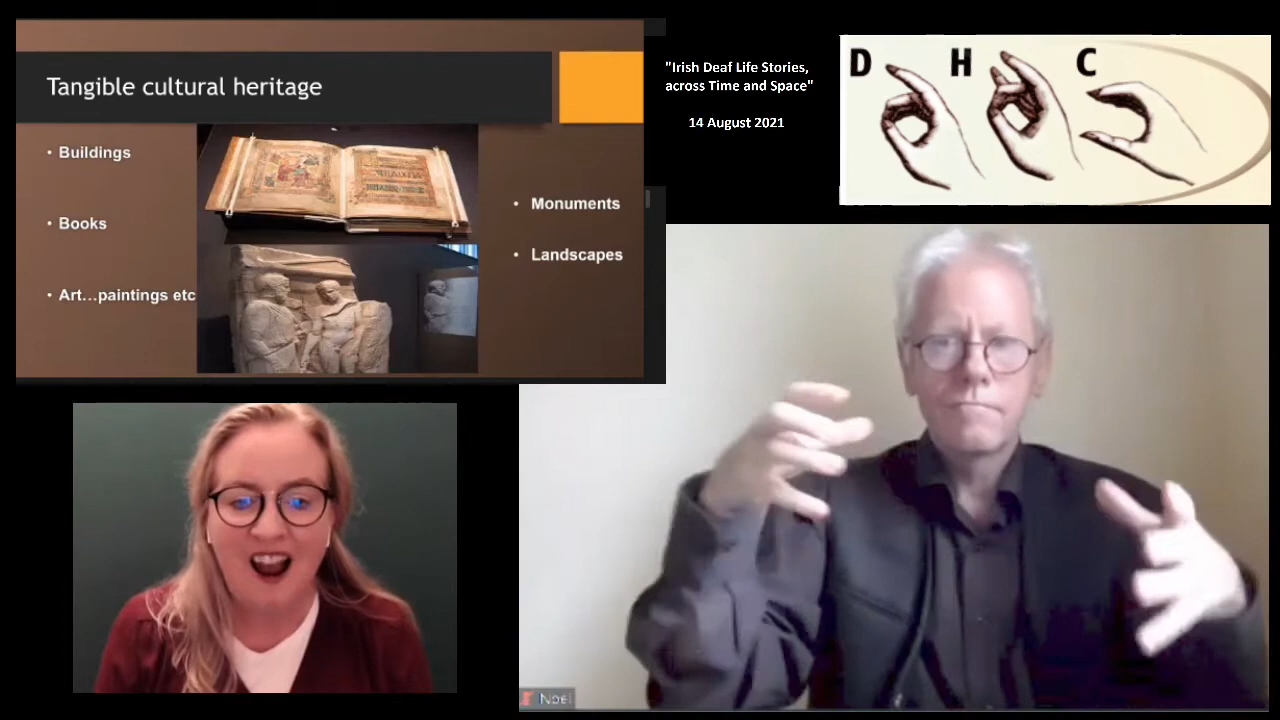 Tangible cultural heritage
• Buildings
• Books
• Art...paintings etc
• Monuments
• Landscapes
"Irish Deaf Life Stories,
across Time and Space"
14 August 2021
D H C
Noel